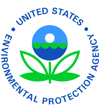 UNITED STATES
ENVIRONMENTAL PROTECTION AGENCY